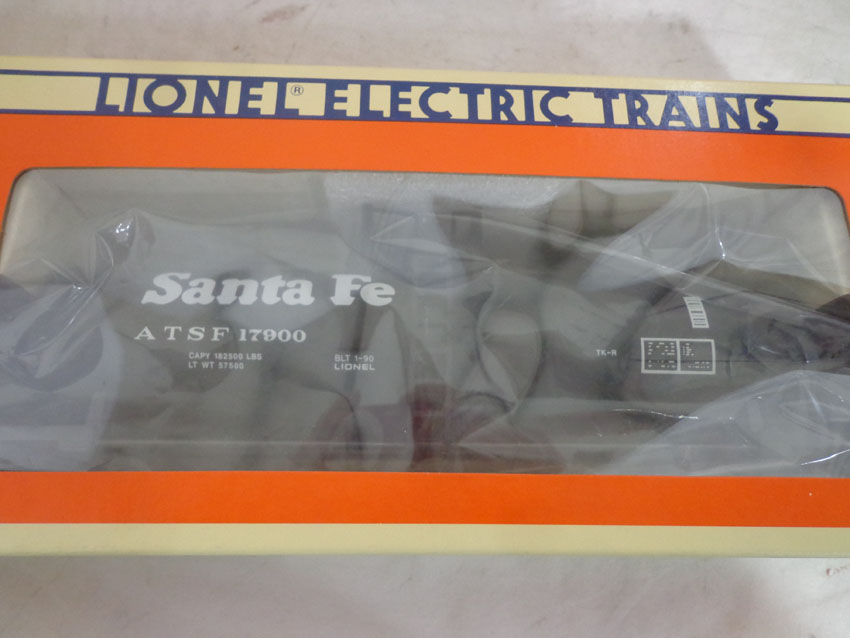 LIONEL® ELECTRIC TRAINS
Santa Fe
ATSF 17900
CAPY 182500 LBS
LT WT 57500
BLT 1-90
LIONEL
TK-R